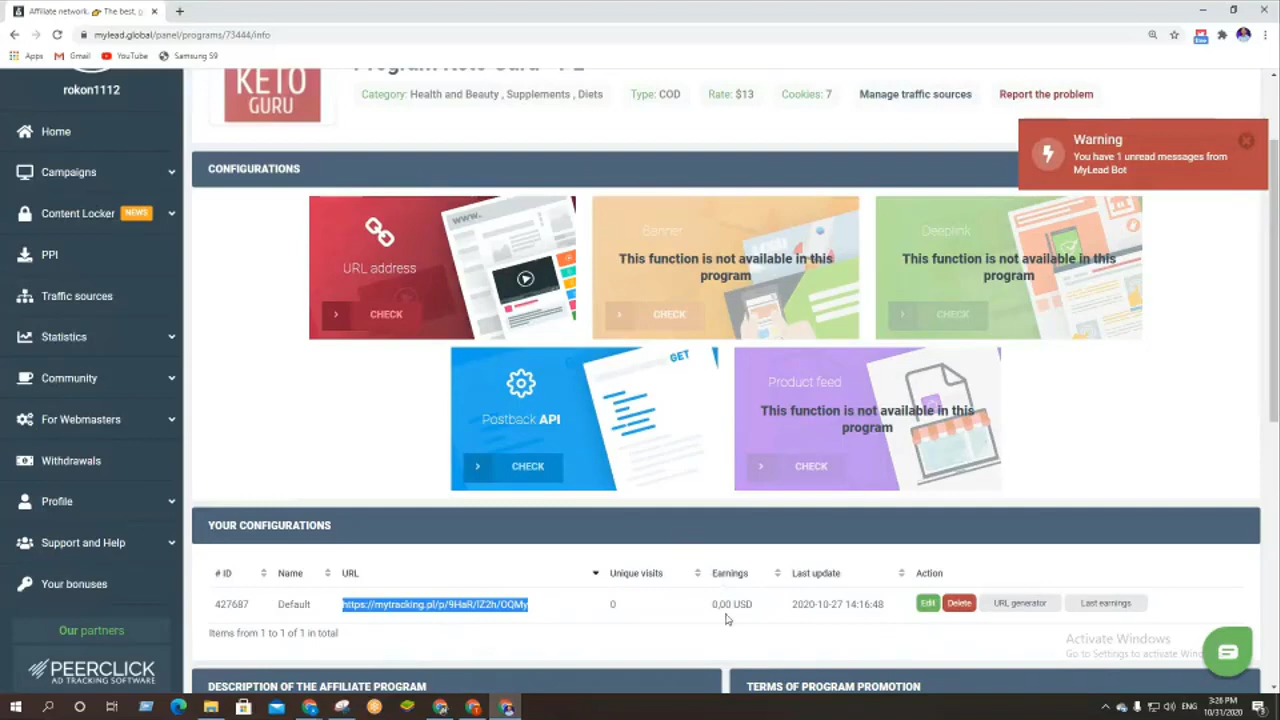 Affiliate network. 👉 The best, g
mylead.global/panel/programs/73444/info
Apps
Gmail
YouTube
Samsung S9
rokon1112
Home
Campaigns
Content Locker NEWS
PPI
Traffic sources
Statistics
Community
For Webmasters
Withdrawals
Profile
Support and Help
Your bonuses
Our partners
PEERCLICK
AD TRACKING SOFTWARE
KETO
GURU
Category: Health and Beauty , Supplements , Diets
Type: COD
Rate: $13
Cookies: 7
Manage traffic sources
Report the problem
Warning
You have 1 unread messages from
MyLead Bot
CONFIGURATIONS
www.
URL address
CHECK
Banner
This function is not available in this
program
CHECK
Deeplink
This function is not available in this
program
CHECK
GET
Postback API
CHECK
Product feed
This function is not available in this
program
CHECK
YOUR CONFIGURATIONS
# ID
Name
URL
Unique visits
Earnings
Last update
Action
427687
Default
https://mytracking.pl/p/9HaR/lZ2h/OQMy
0
0,00 USD
2020-10-27 14:16:48
Edit
Delete
URL generator
Last earnings
Items from 1 to 1 of 1 in total
Activate Windows
Go to Settings to activate Win
DESCRIPTION OF THE AFFILIATE PROGRAM
TERMS OF PROGRAM PROMOTION
ENG
3:26 PM
10/31/2020